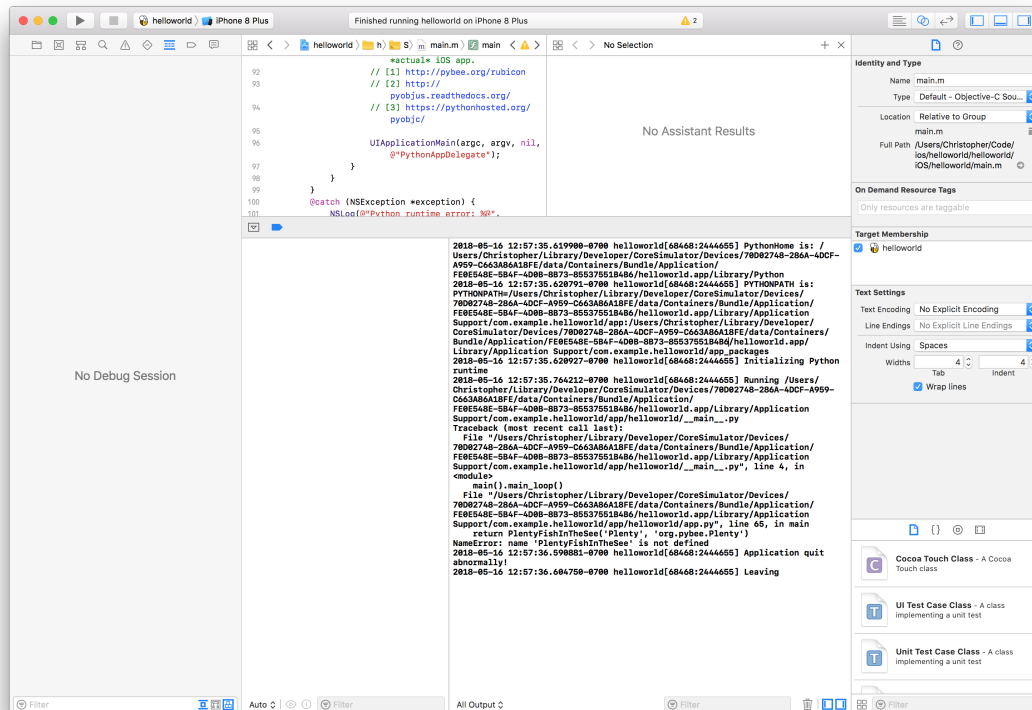 helloworld
iPhone 8 Plus
Finished running helloworld on iPhone 8 Plus
2
helloworld
h
S
m main.m
main
No Selection
*actual* iOS app.
92 // [1] http://pybee.org/rubicon
93 // [2] http://
pyobjus.readthedocs.org/
94 // [3] https://pythonhosted.org/
pyobjc/
95
96 UIApplicationMain(argc, argv, nil,
@"PythonAppDelegate");
97 }
98 }
99 }
100 @catch (NSException *exception) {
101 NSLog(@"Python runtime error: %@",
No Assistant Results
No Debug Session
2018-05-16 12:57:35.619900-0700 helloworld[68468:2444655] PythonHome is: /
Users/Christopher/Library/Developer/CoreSimulator/Devices/70D02748-286A-4DCF-
A959-C663A86A18FE/data/Containers/Bundle/Application/
FE0E548E-5B4F-4D0B-8B73-85537551B4B6/helloworld.app/Library/Python
2018-05-16 12:57:35.620791-0700 helloworld[68468:2444655] PYTHONPATH is:
PYTHONPATH=/Users/Christopher/Library/Developer/CoreSimulator/Devices/
70D02748-286A-4DCF-A959-C663A86A18FE/data/Containers/Bundle/Application/
FE0E548E-5B4F-4D0B-8B73-85537551B4B6/helloworld.app/Library/Application
Support/com.example.helloworld/app:/Users/Christopher/Library/Developer/
CoreSimulator/Devices/70D02748-286A-4DCF-A959-C663A86A18FE/data/Containers/
Bundle/Application/FE0E548E-5B4F-4D0B-8B73-85537551B4B6/helloworld.app/
Library/Application Support/com.example.helloworld/app_packages
2018-05-16 12:57:35.620927-0700 helloworld[68468:2444655] Initializing Python
runtime
2018-05-16 12:57:35.764212-0700 helloworld[68468:2444655] Running /Users/
Christopher/Library/Developer/CoreSimulator/Devices/70D02748-286A-4DCF-A959-
C663A86A18FE/data/Containers/Bundle/Application/
FE0E548E-5B4F-4D0B-8B73-85537551B4B6/helloworld.app/Library/Application
Support/com.example.helloworld/app/helloworld/__main__.py
Traceback (most recent call last):
File "/Users/Christopher/Library/Developer/CoreSimulator/Devices/
70D02748-286A-4DCF-A959-C663A86A18FE/data/Containers/Bundle/Application/
FE0E548E-5B4F-4D0B-8B73-85537551B4B6/helloworld.app/Library/Application
Support/com.example.helloworld/app/helloworld/__main__.py", line 4, in
<module>
main().main_loop()
File "/Users/Christopher/Library/Developer/CoreSimulator/Devices/
70D02748-286A-4DCF-A959-C663A86A18FE/data/Containers/Bundle/Application/
FE0E548E-5B4F-4D0B-8B73-85537551B4B6/helloworld.app/Library/Application
Support/com.example.helloworld/app/helloworld/app.py", line 65, in main
return PlentyFishInTheSee('Plenty', 'org.pybee.Plenty')
NameError: name 'PlentyFishInTheSee' is not defined
2018-05-16 12:57:36.590881-0700 helloworld[68468:2444655] Application quit
abnormally!
2018-05-16 12:57:36.604750-0700 helloworld[68468:2444655] Leaving
Identity and Type
Name main.m
Type Default - Objective-C Sou...
Location Relative to Group
main.m
Full Path /Users/Christopher/Code/
ios/helloworld/helloworld/
iOS/helloworld/main.m
On Demand Resource Tags
Only resources are taggable
Target Membership
helloworld
Text Settings
Text Encoding No Explicit Encoding
Line Endings No Explicit Line Endings
Indent Using Spaces
Widths 4 4
Tab Indent
Wrap lines
{}
C
Cocoa Touch Class - A Cocoa
Touch class
T
UI Test Case Class - A class
implementing a unit test
T
Unit Test Case Class - A class
implementing a unit test
Filter
Auto
Filter
All Output
Filter
Filter